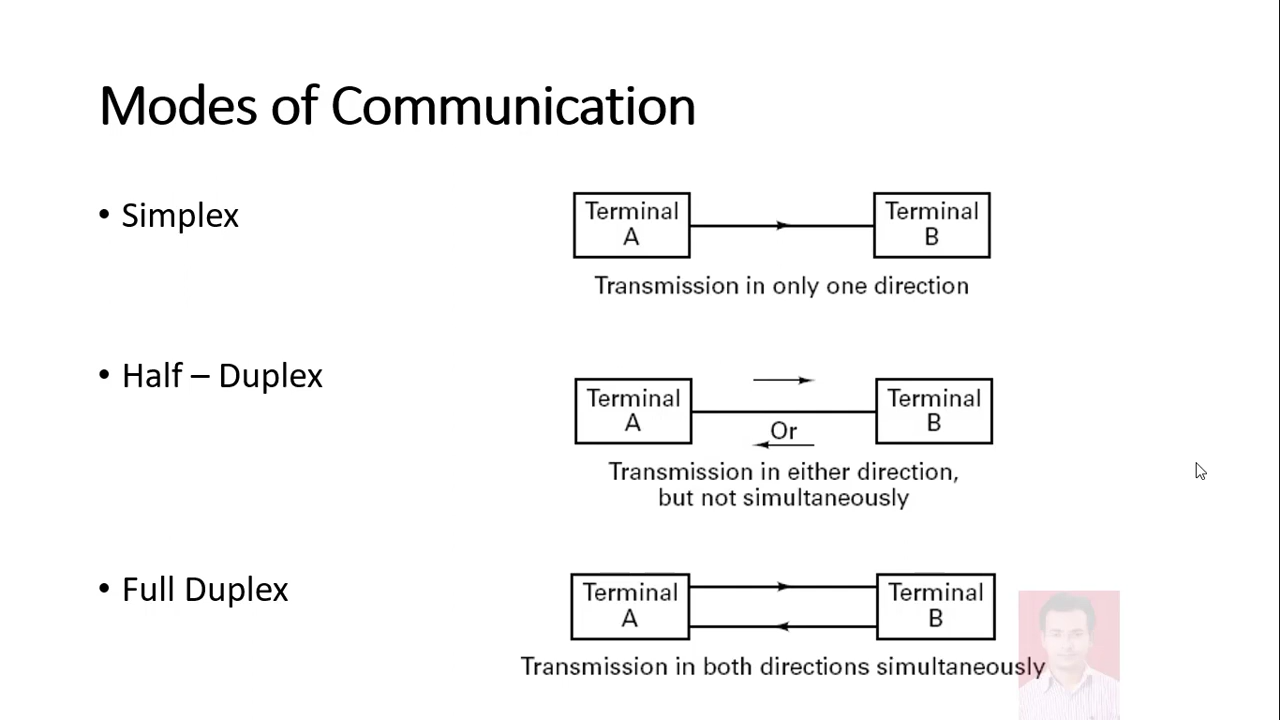 Modes of Communication
• Simplex
Terminal A
Terminal B
Transmission in only one direction
• Half – Duplex
Terminal A
Or
Terminal B
Transmission in either direction,
but not simultaneously
• Full Duplex
Terminal A
Terminal B
Transmission in both directions simultaneously